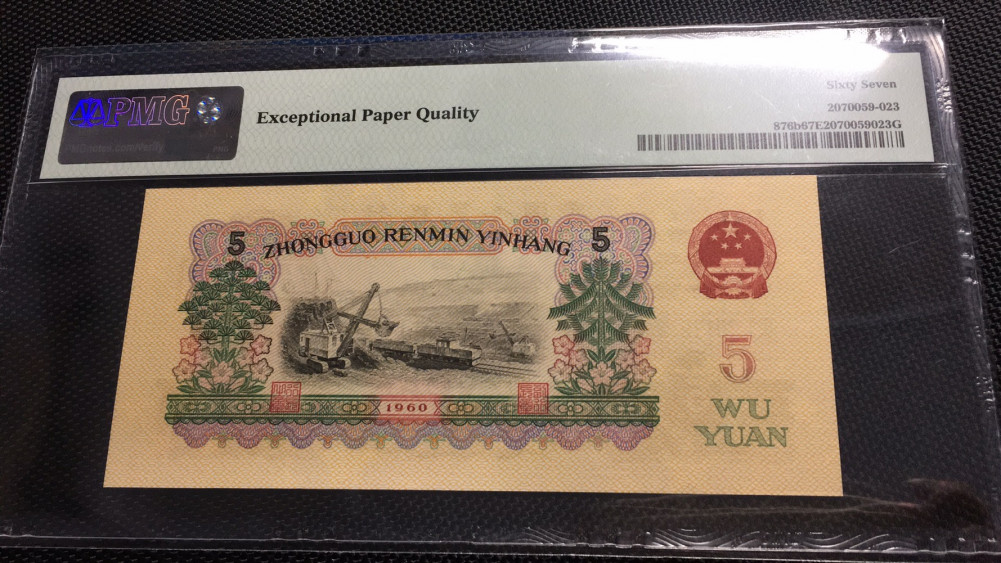 PMG
Exceptional Paper Quality
Sixty Seven
2070059-023
876b67E2070059023G
5 ZHONGGUO RENMIN YINHANG 5
1960
5
WU
YUAN